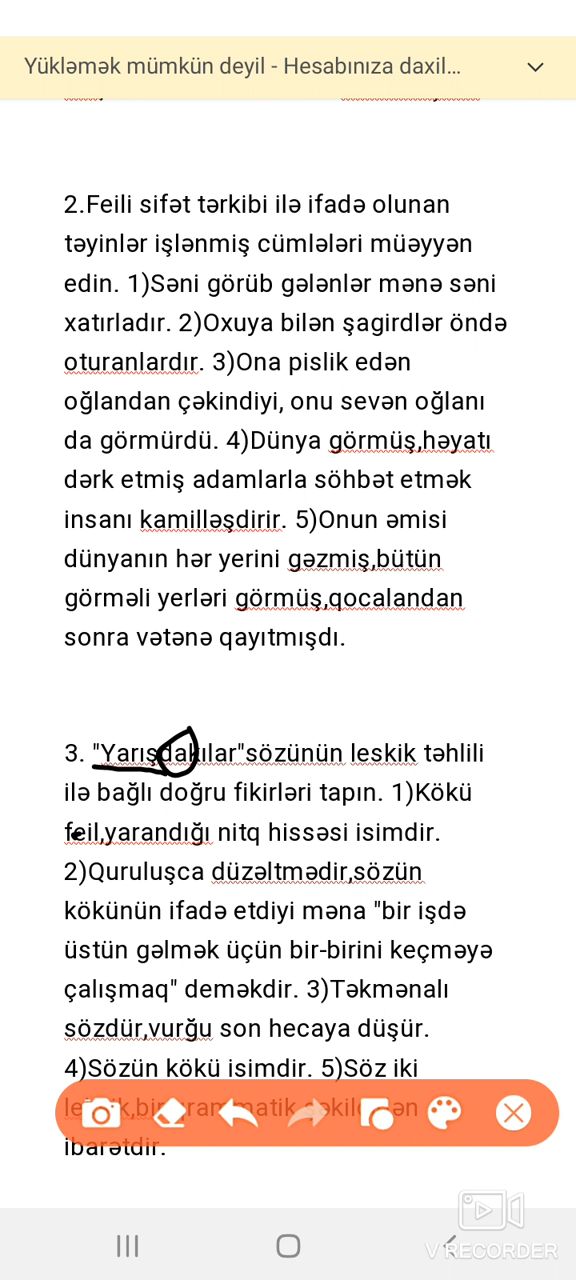 Yükləmək mümkün deyil - Hesabınıza daxil...
2.Feili sifət tərkibi ilə ifadə olunan
təyinlər işlənmiş cümlələri müəyyən
edin. 1)Səni görüb gələnlər mənə səni
xatırladır. 2)Oxuya bilən şagirdlər öndə
oturanlardır. 3)Ona pislik edən
oğlandan çəkindiyi, onu sevən oğlanı
da görmürdü. 4)Dünya görmüş,həyatı
dərk etmiş adamlarla söhbət etmək
insanı kamilləşdirir. 5)Onun əmisi
dünyanın hər yerini gəzmiş,bütün
görməli yerləri görmüş,qocalandan
sonra vətənə qayıtmışdı.
3. "Yarışdakılar"sözünün leskik təhlili
ilə bağlı doğru fikirləri tapın. 1)Kökü
feil,yarandığı nitq hissəsi isimdir.
2)Quruluşca düzəltmədir,sözün
kökünün ifadə etdiyi məna "bir işdə
üstün gəlmək üçün bir-birini keçməyə
çalışmaq" deməkdir. 3)Təkmənalı
sözdür,vurğu son hecaya düşür.
4)Sözün kökü isimdir. 5)Söz iki
ibarətdir.
V RECORDER